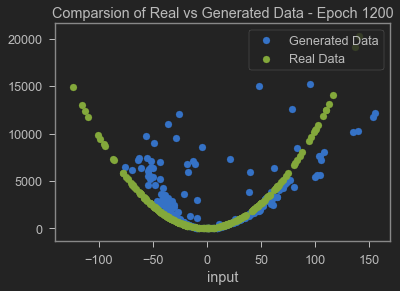 Comparsion of Real vs Generated Data - Epoch 1200
Generated Data
Real Data
20000
15000
10000
5000
0
−100
−50
0
50
100
150
input